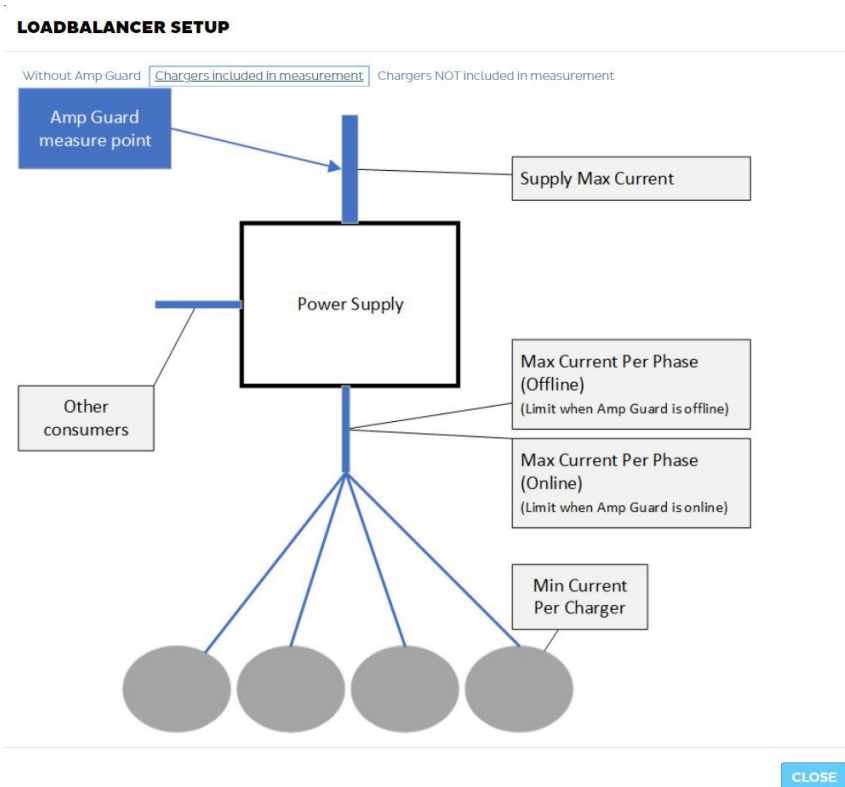 LOADBALANCER SETUP
Without Amp Guard Chargers included in measurement Chargers NOT included in measurement
Amp Guard
measure point
Supply Max Current
Power Supply
Max Current Per Phase
(Offline)
(Limit when Amp Guard is offline)
Other
consumers
Max Current Per Phase
(Online)
(Limit when Amp Guard is online)
Min Current
Per Charger
CLOSE